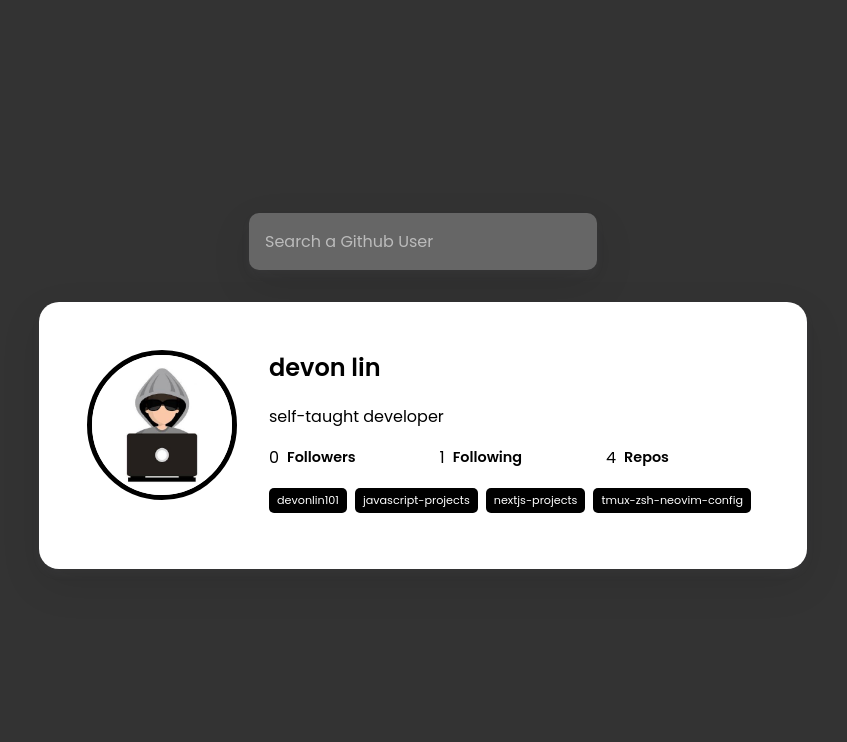 Search a Github User
devon lin
self-taught developer
0 Followers 1 Following 4 Repos
devonlin101 javascript-projects nextjs-projects tmux-zsh-neovim-config